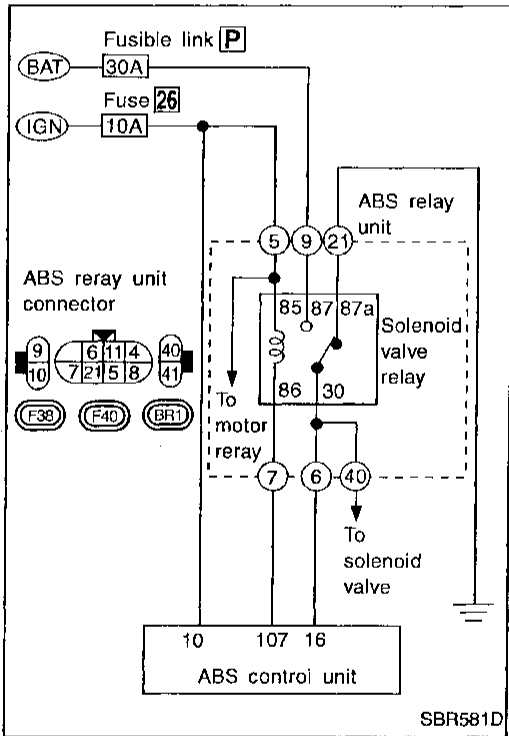 Fusible link P
BAT 30A
Fuse 26
IGN 10A
ABS relay
unit
5 9 21
ABS reray unit
connector
85 87 87a
Solenoid
valve
relay
9 6 11 4 40
10 7 21 5 8 41
F38 F40 BR1
86 30
To
motor
reray
7 6 40
To
solenoid
valve
10 107 16
ABS control unit
SBR581D